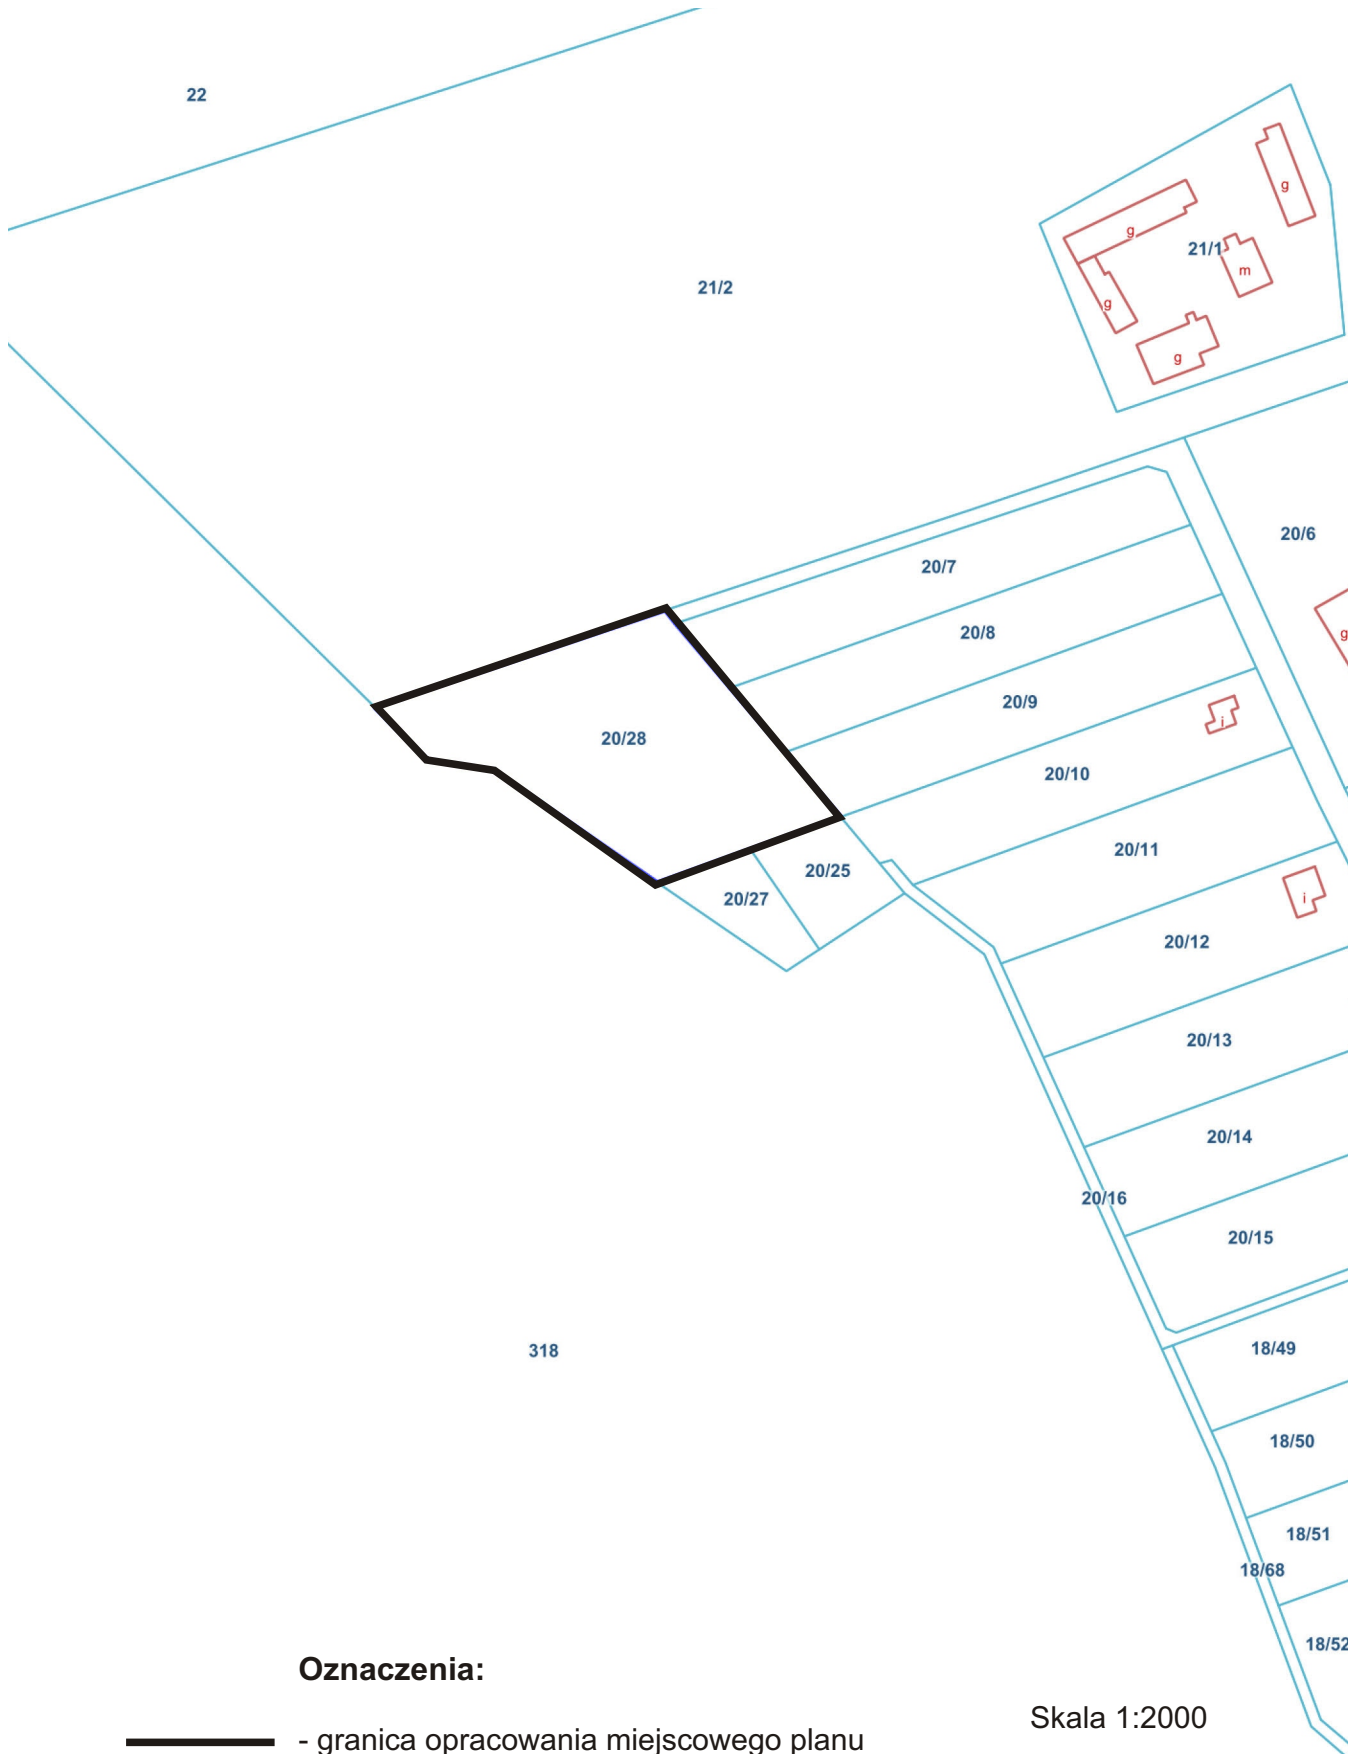 22
g
g
21/1
m
21/2
g
g
20/6
20/7
20/8
g
20/9
i
20/28
20/10
20/11
20/25
20/27
i
20/12
20/13
20/14
20/16
20/15
318
18/49
18/50
18/51
18/68
18/52
Oznaczenia:
Skala 1:2000
- granica opracowania miejscowego planu